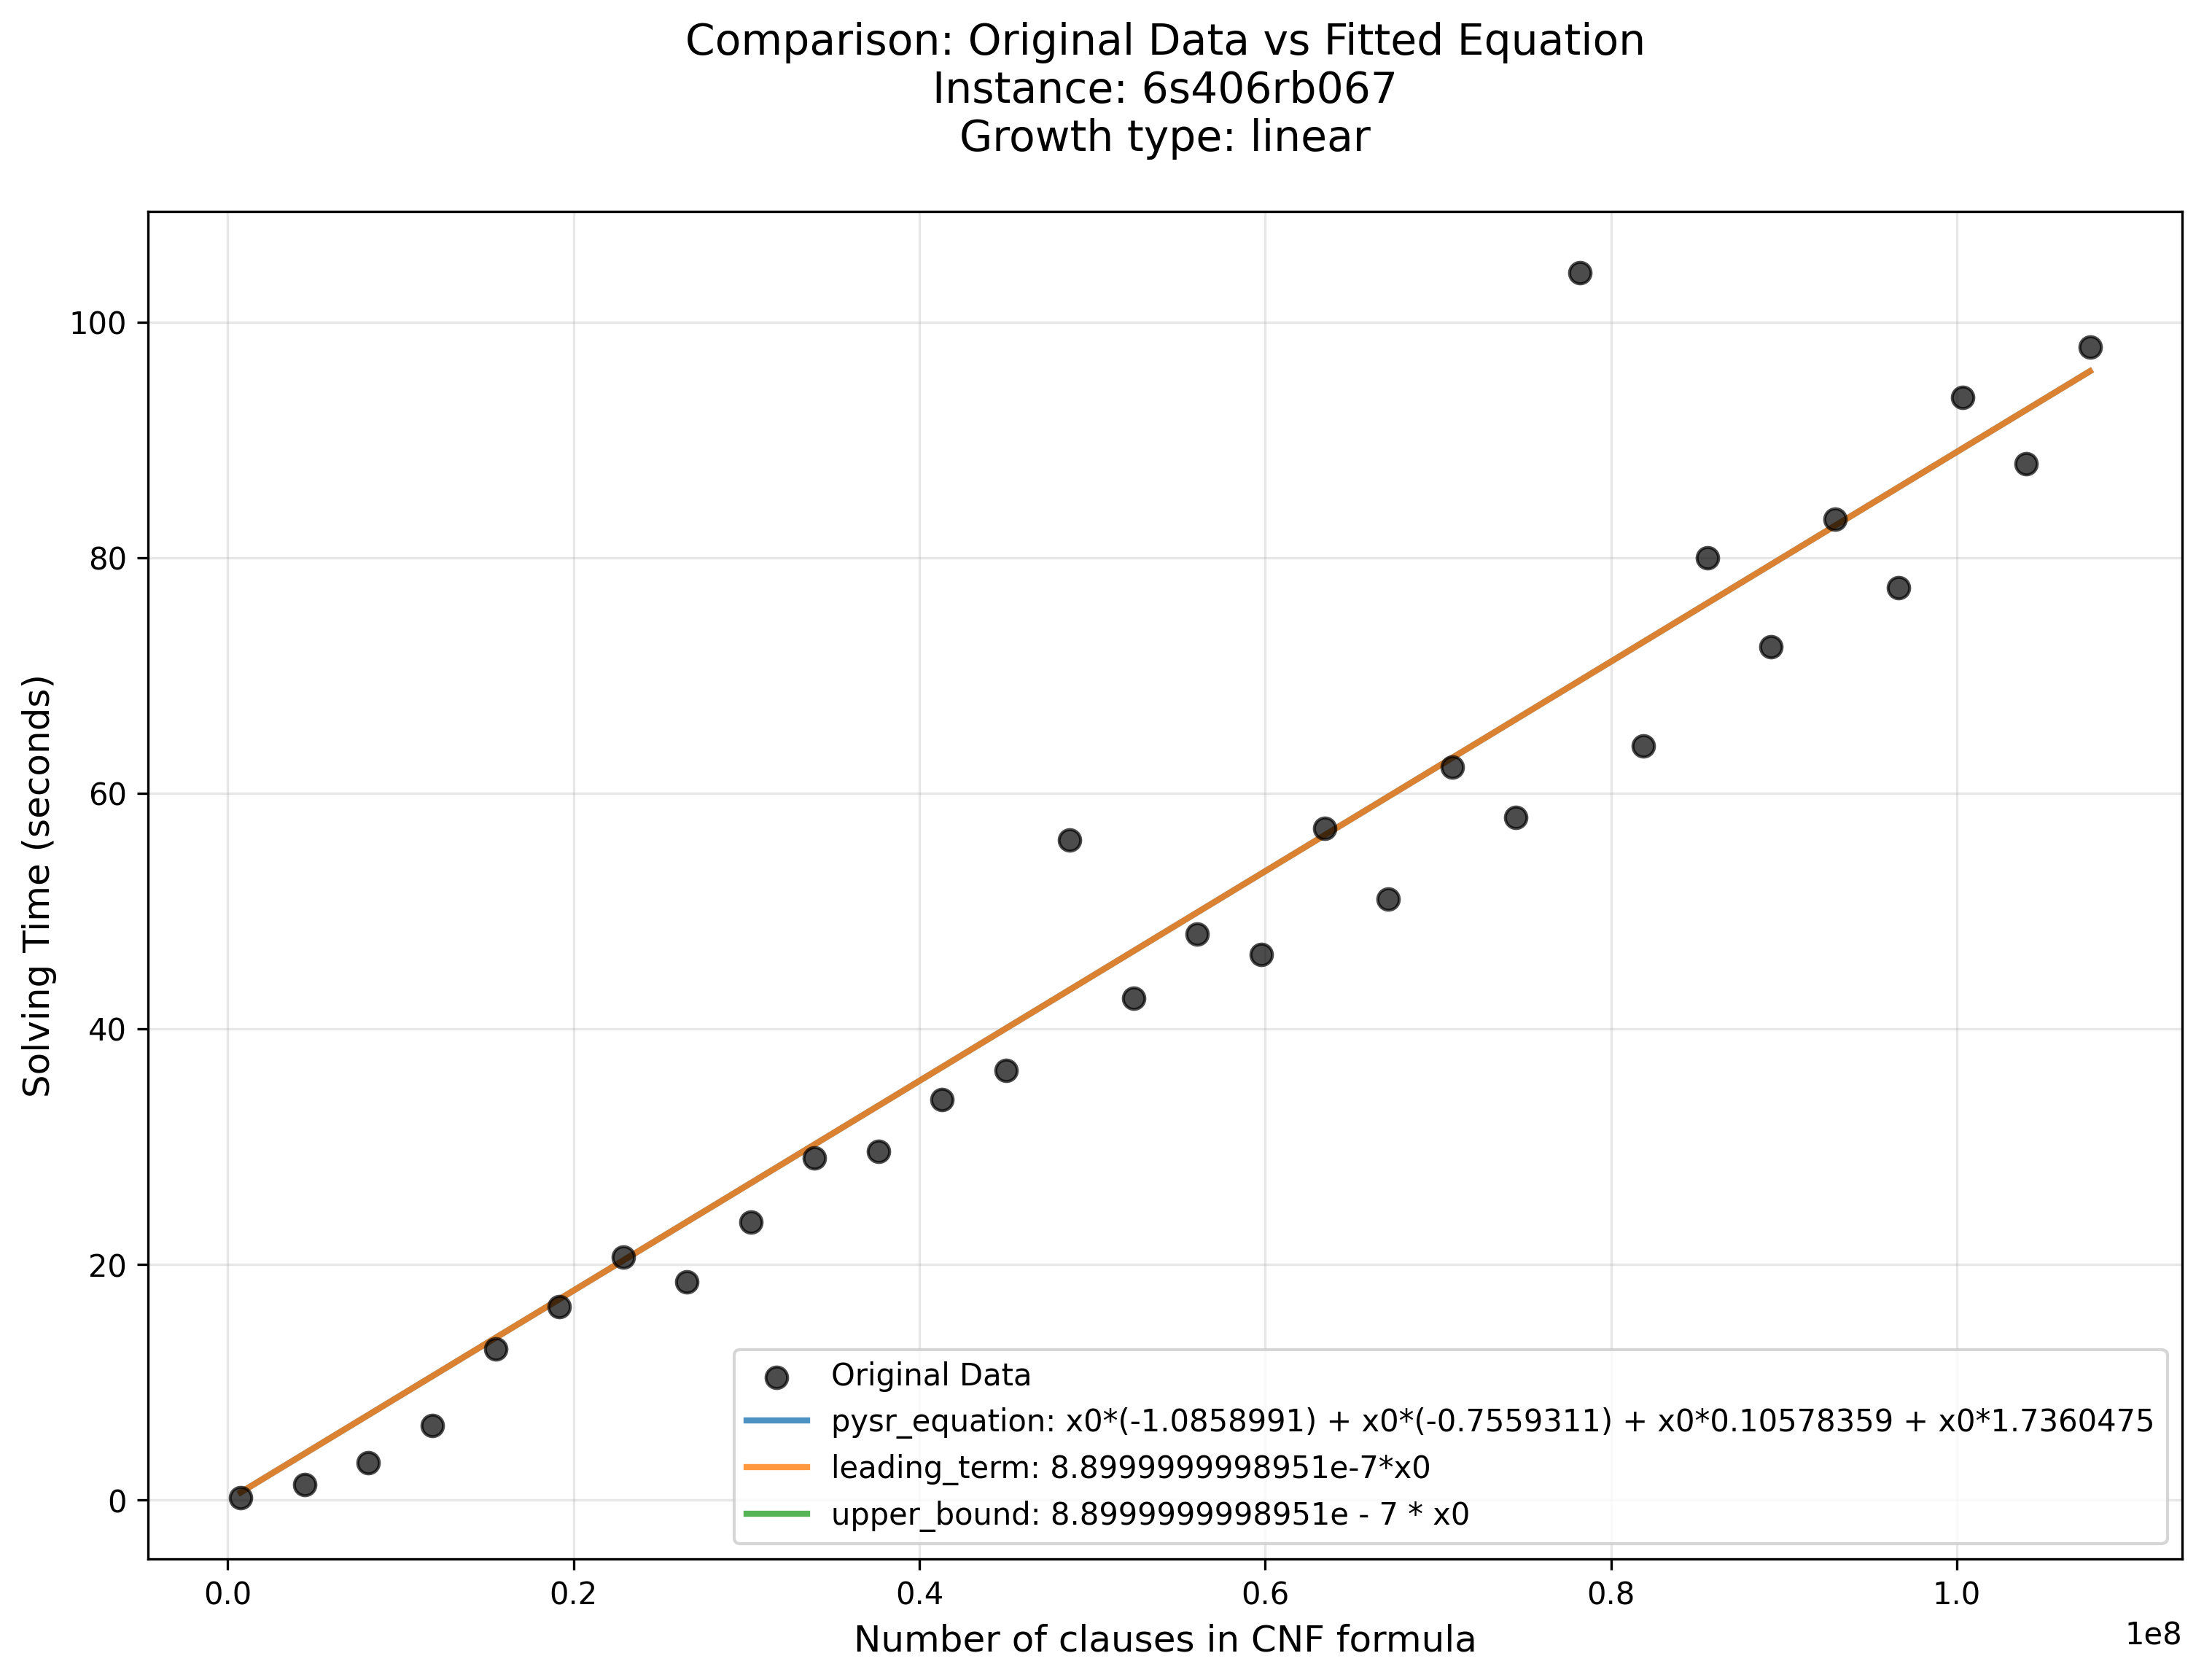 Comparison: Original Data vs Fitted Equation
Instance: 6s406rb067
Growth type: linear
Solving Time (seconds)
100
80
60
40
20
0
Original Data
pysr_equation: x0*(-1.0858991) + x0*(-0.7559311) + x0*0.10578359 + x0*1.7360475
leading_term: 8.8999999998951e-7*x0
upper_bound: 8.8999999998951e - 7 * x0
0.0 0.2 0.4 0.6 0.8 1.0
1e8
Number of clauses in CNF formula